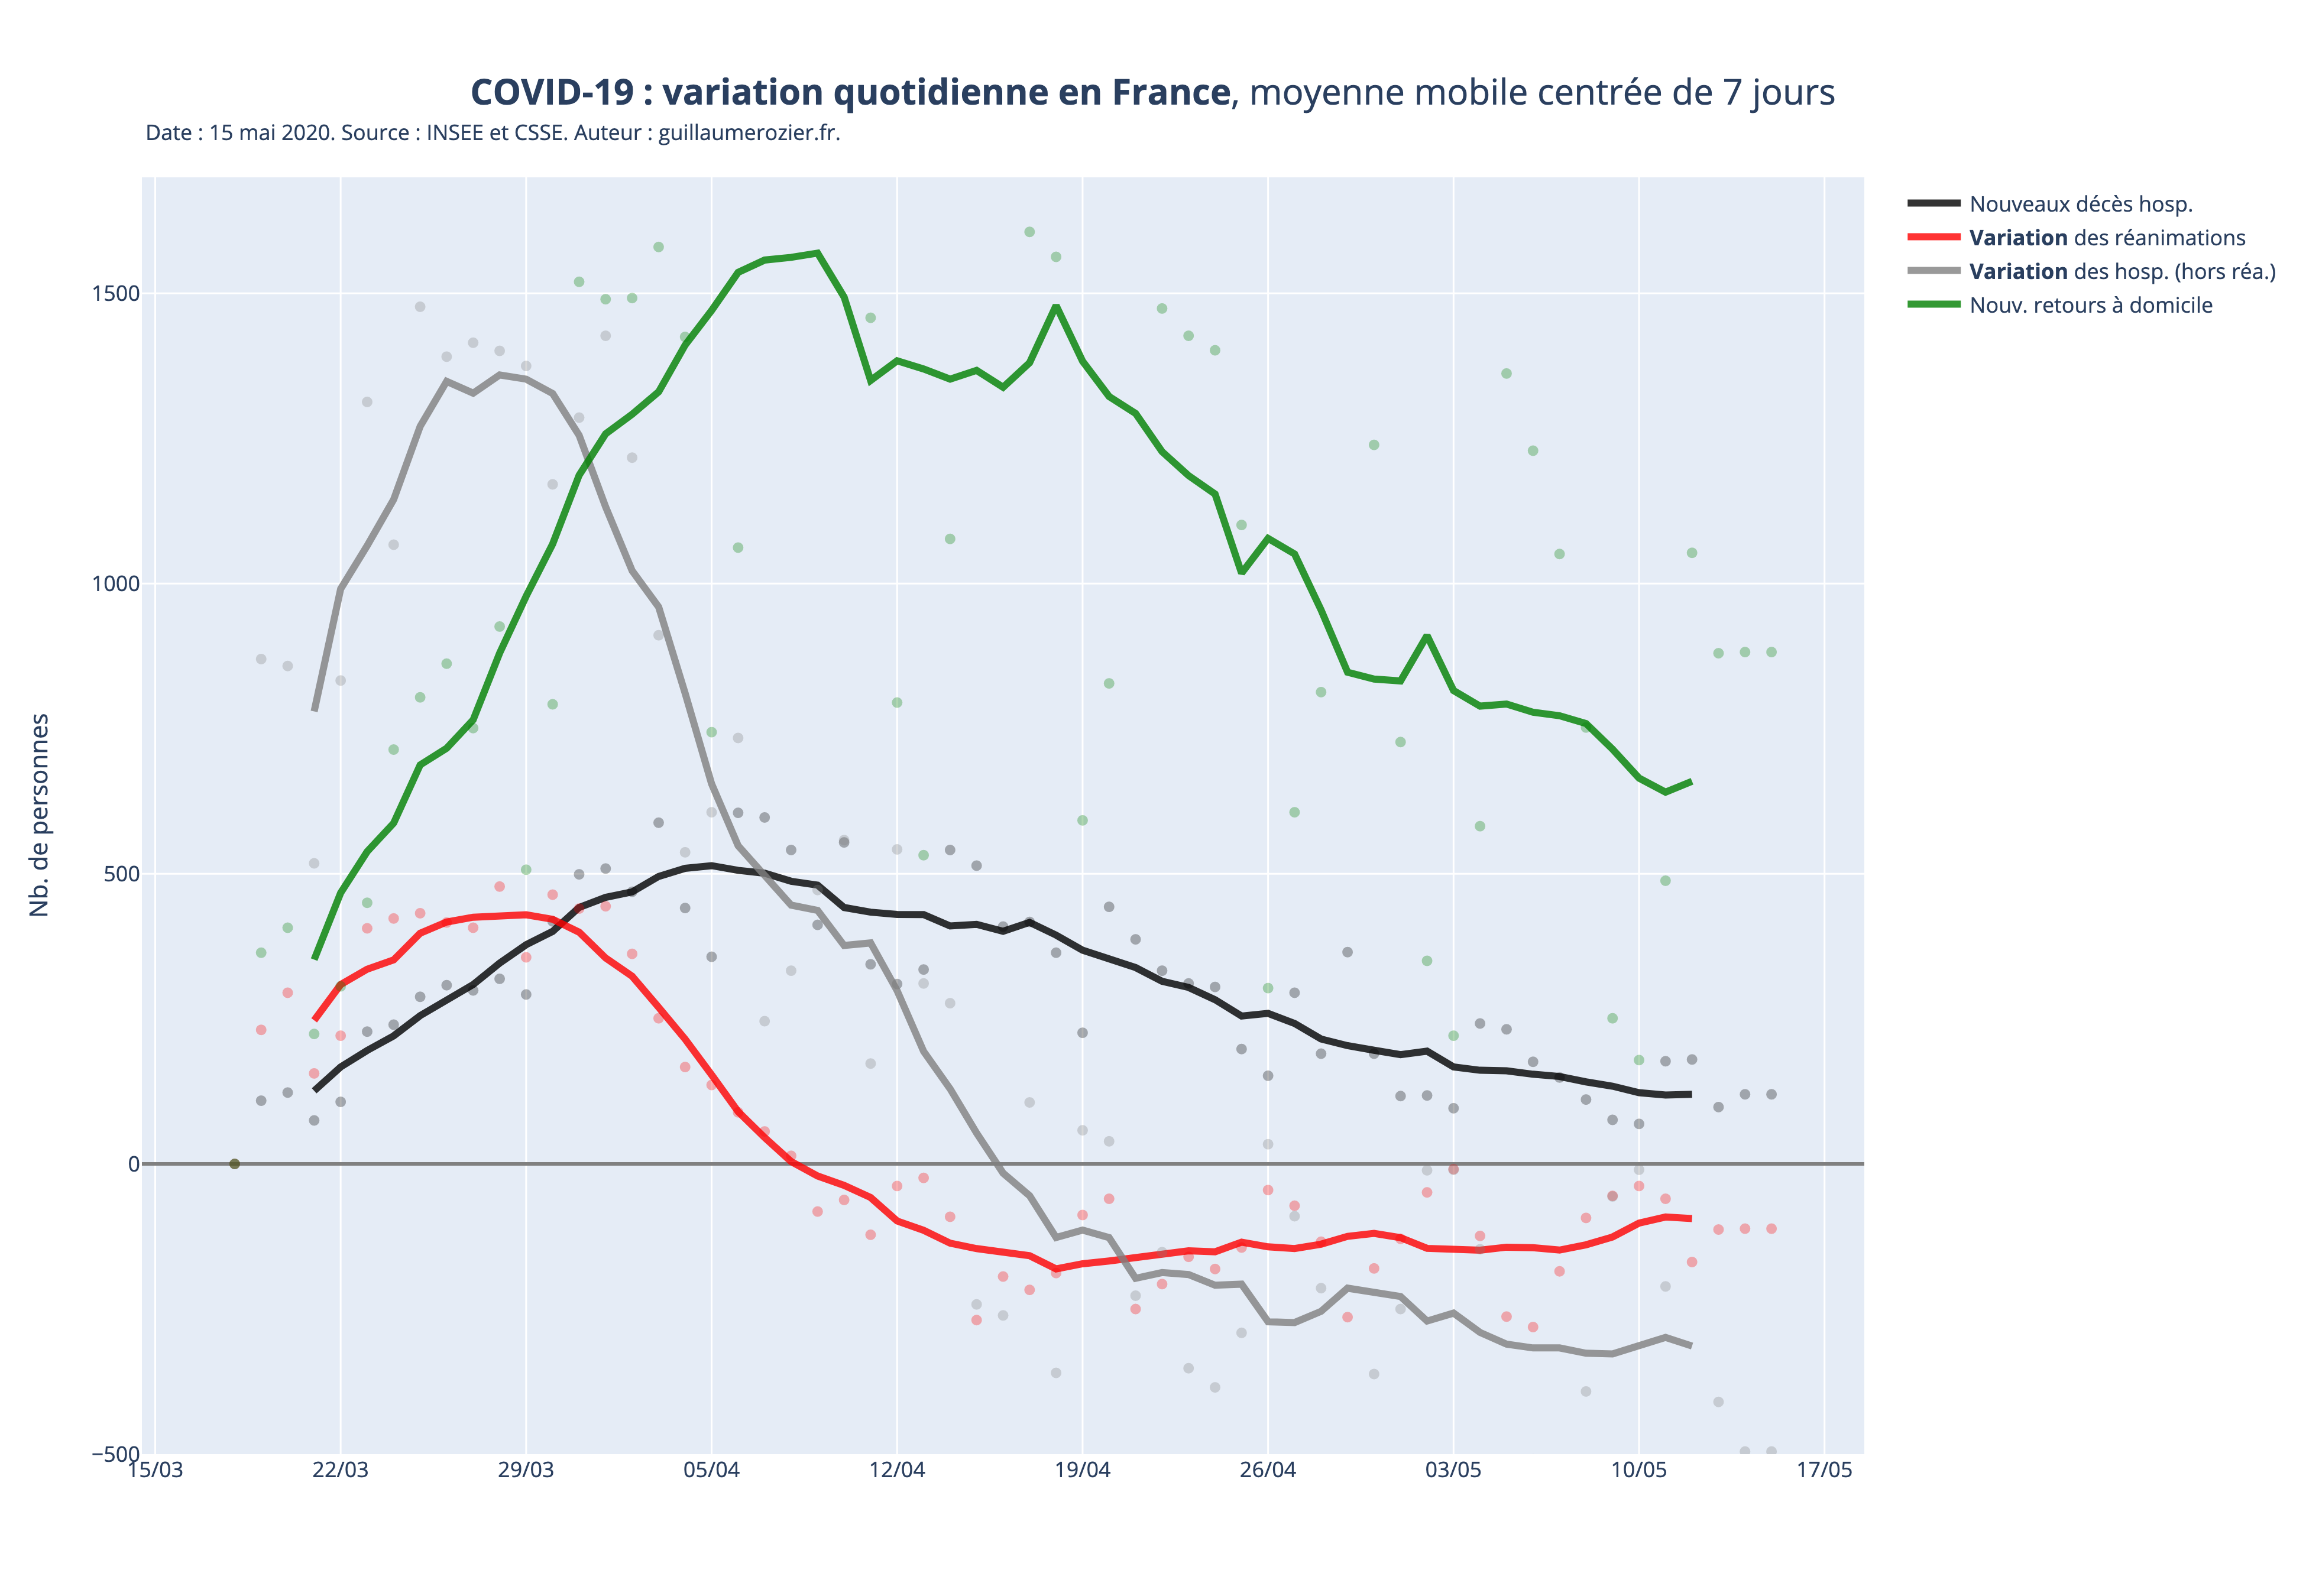 COVID-19 : variation quotidienne en France, moyenne mobile centrée de 7 jours
Date : 15 mai 2020. Source : INSEE et CSSE. Auteur : guillaumerozier.fr.
Nouveaux décès hosp.
Variation des réanimations
Variation des hosp. (hors réa.)
Nouv. retours à domicile
Nb. de personnes
1500
1000
500
0
−500
15/03 22/03 29/03 05/04 12/04 19/04 26/04 03/05 10/05 17/05